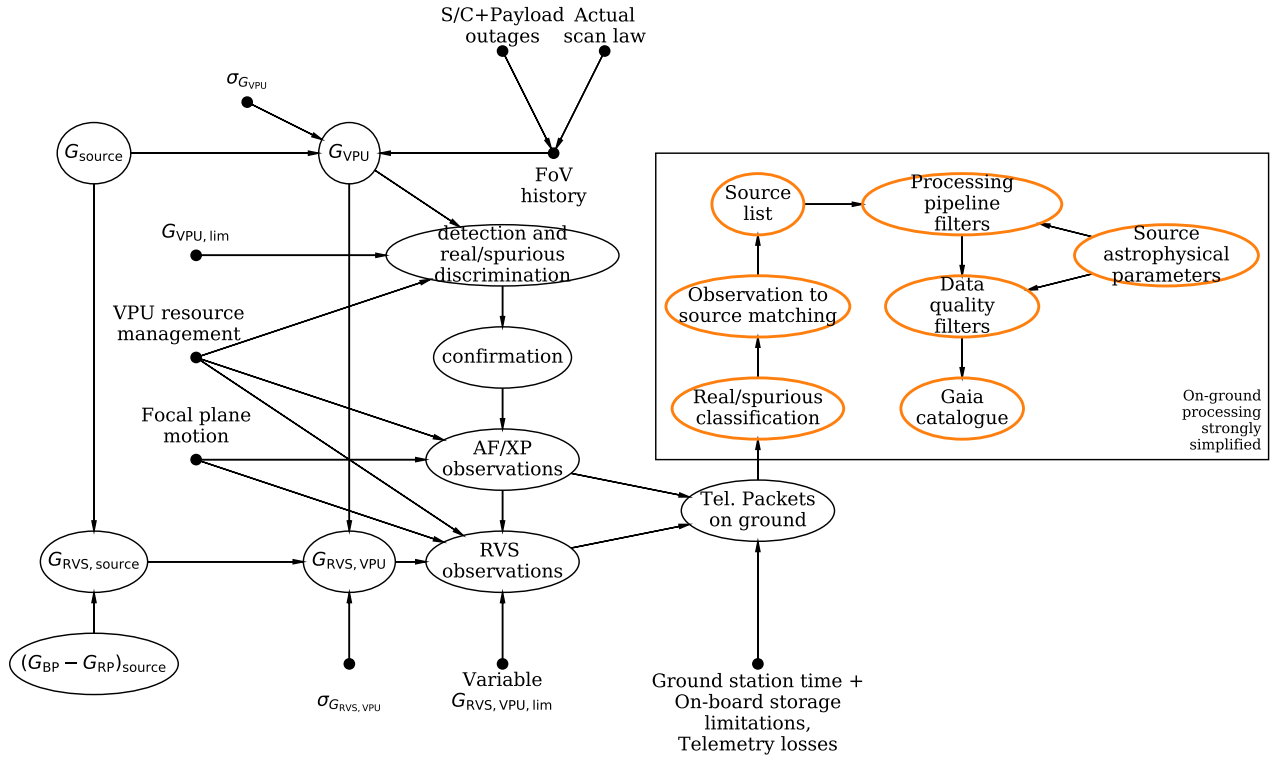 S/C+Payload
outages
Actual
scan law
σ_{G_VPU}
G_source
G_VPU
FoV
history
G_VPU, lim
detection and
real/spurious
discrimination
VPU resource
management
confirmation
Focal plane
motion
AF/XP
observations
G_RVS, source
G_RVS, VPU
RVS
observations
(G_BP − G_RP)_source
σ_{G_RVS, VPU}
Variable
G_RVS, VPU, lim
Source
list
Processing
pipeline
filters
Source
astrophysical
parameters
Observation to
source matching
Data
quality
filters
Real/spurious
classification
Gaia
catalogue
On-ground
processing
strongly
simplified
Tel. Packets
on ground
Ground station time +
On-board storage
limitations,
Telemetry losses